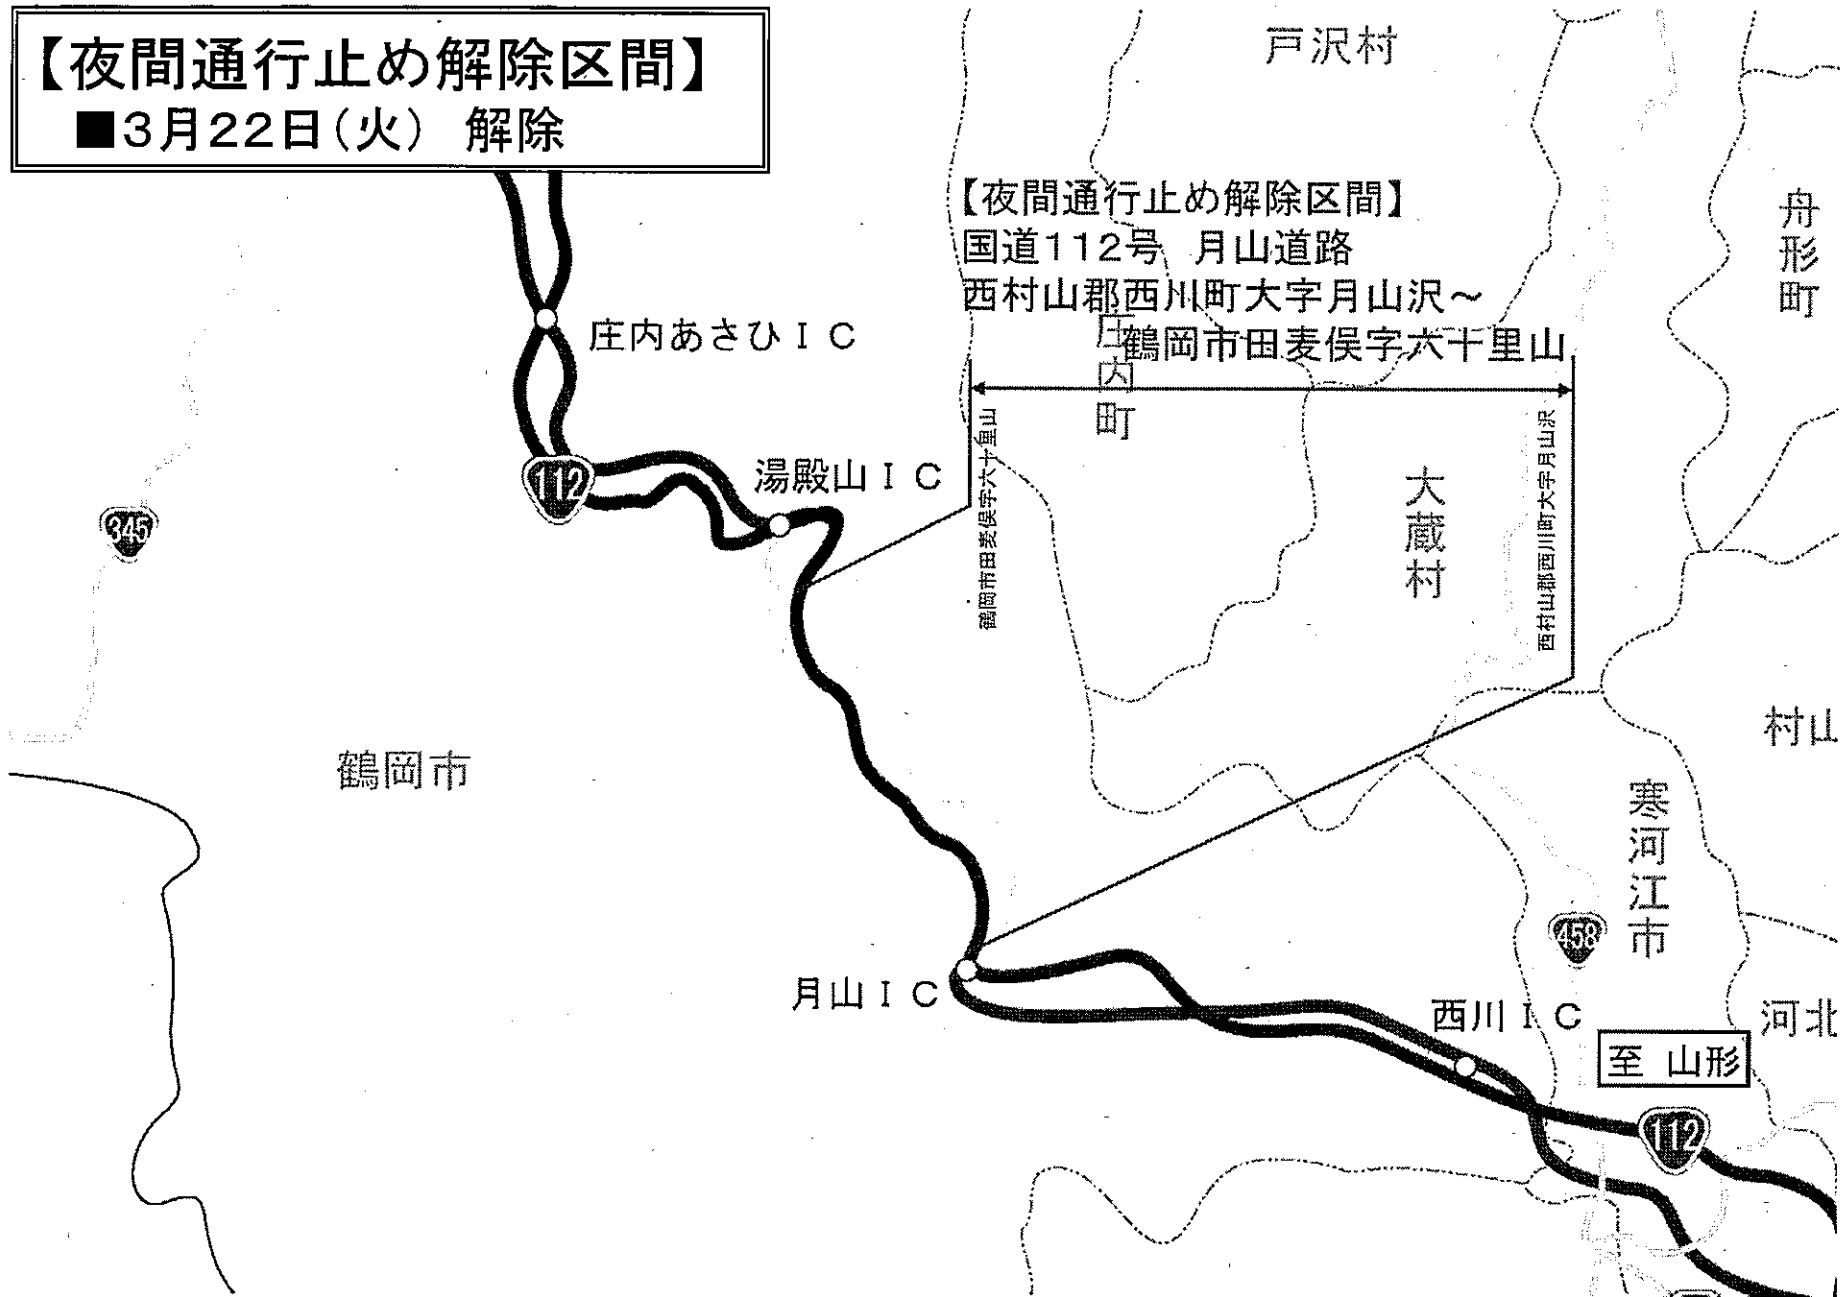 【夜間通行止め解除区間】
■3月22日(火) 解除
戸沢村
【夜間通行止め解除区間】
国道112号 月山道路
西村山郡西川町大字月山沢~
鶴岡市田麦俣字六十里山
舟形町
庄内あさひIC
庄内町
鶴岡市田麦俣字六十里山
西村山郡西川町大字月山沢
大蔵村
湯殿山IC
112
345
鶴岡市
村山
寒河江市
458
月山IC
西川IC
河北
至 山形
112